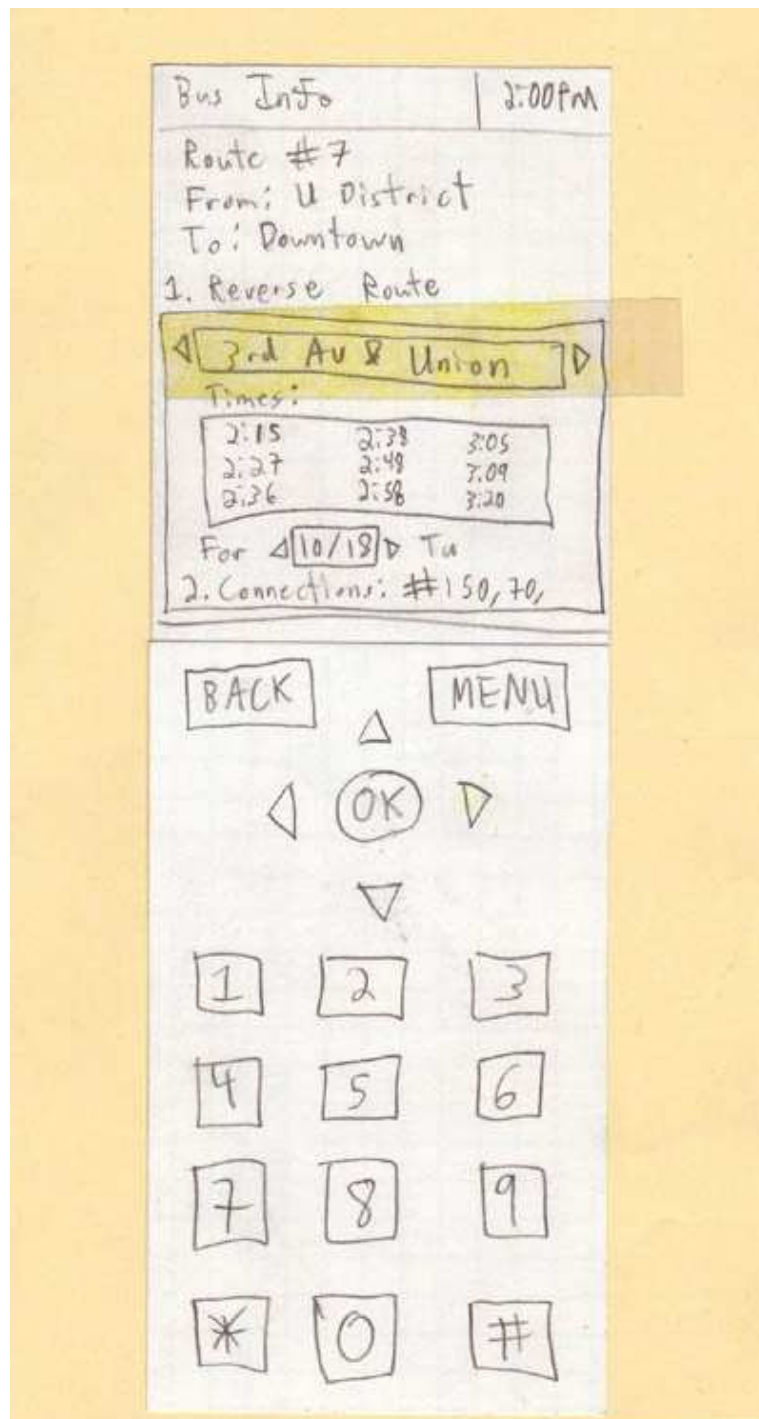 Bus Info 2:00PM
Route #7
From: U District
To: Downtown
1. Reverse Route
3rd Av & Union
Times:
2:15 2:38 3:05
2:27 2:48 3:09
2:36 2:58 3:20
For 10/18 Tu
2. Connections: #150, 70,
BACK MENU
OK
1 2 3
4 5 6
7 8 9
* 0 #